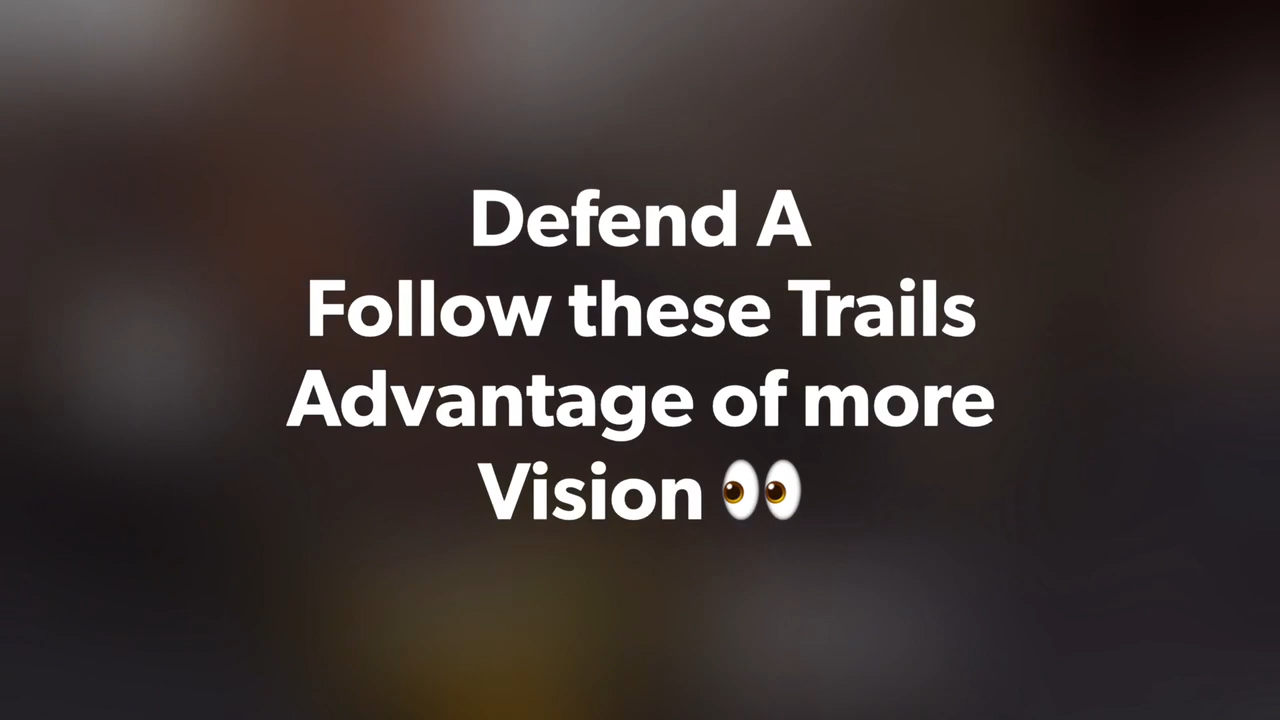 Defend A
Follow these Trails
Advantage of more
Vision 👀